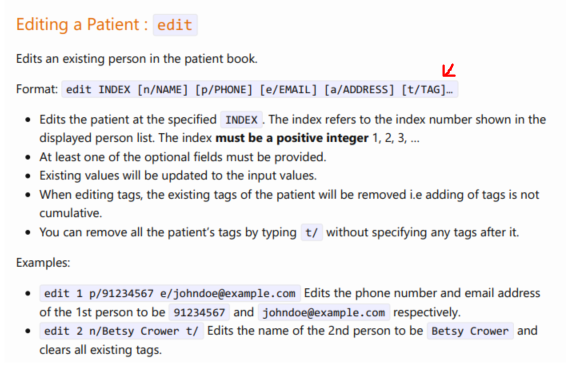 Editing a Patient : edit
Edits an existing person in the patient book.
Format: edit INDEX [n/NAME] [p/PHONE] [e/EMAIL] [a/ADDRESS] [t/TAG]…
• Edits the patient at the specified INDEX. The index refers to the index number shown in the
displayed person list. The index must be a positive integer 1, 2, 3, …
• At least one of the optional fields must be provided.
• Existing values will be updated to the input values.
• When editing tags, the existing tags of the patient will be removed i.e adding of tags is not
cumulative.
• You can remove all the patient's tags by typing t/ without specifying any tags after it.
Examples:
• edit 1 p/91234567 e/johndoe@example.com Edits the phone number and email address
of the 1st person to be 91234567 and johndoe@example.com respectively.
• edit 2 n/Betsy Crower t/ Edits the name of the 2nd person to be Betsy Crower and
clears all existing tags.